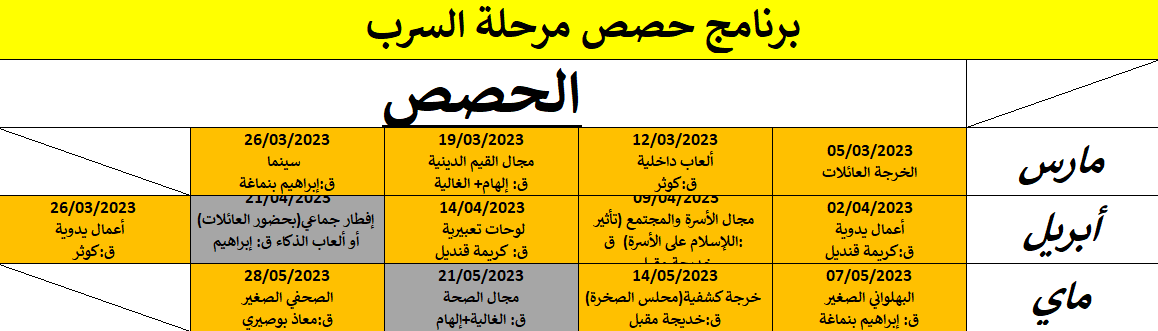 برنامج حصص مرحلة السرب
الحصص
مارس
05/03/2023
الخرجة العائلات
12/03/2023
ألعاب داخلية
ق:كوثر
19/03/2023
مجال القيم الدينية
ق: إلهام+ الغالية
26/03/2023
سينما
ق:إبراهيم بنماغة
أبريل
02/04/2023
أعمال يدوية
ق:كريمة قنديل
09/04/2023
مجال الأسرة والمجتمع (تأثير
:اللإسلام على الأسرة) ق
خديجة مقبل
14/04/2023
لوحات تعبيرية
ق: كريمة قنديل
21/04/2023
إفطار جماعي(بحضور العائلات)
أو ألعاب الذكاء ق: إبراهيم
26/03/2023
أعمال يدوية
ق:كوثر
ماي
07/05/2023
البهلواني الصغير
ق: إبراهيم بنماغة
14/05/2023
خرجة كشفية(مجلس الصخرة)
ق:خديجة مقبل
21/05/2023
مجال الصحة
ق: الغالية+إلهام
28/05/2023
الصحفي الصغير
ق:معاذ بوصيري